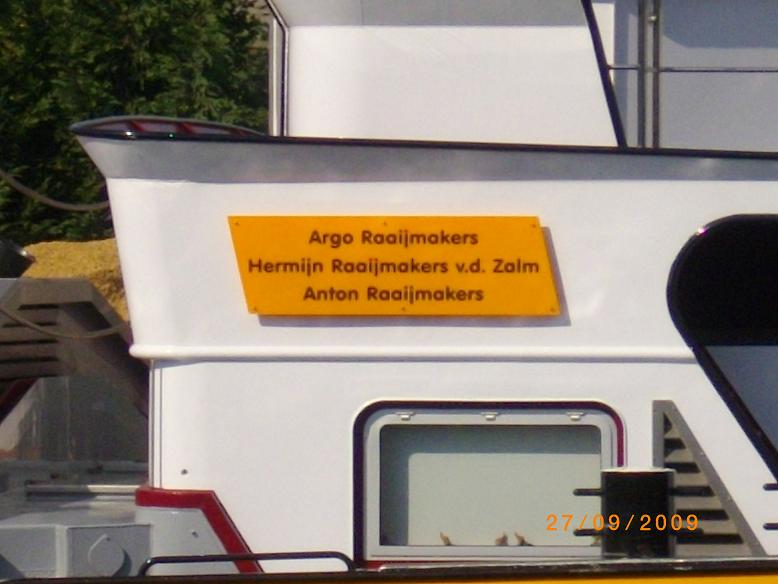 Argo Raaijmakers
Hermijn Raaijmakers v.d. Zalm
Anton Raaijmakers
27/09/2009